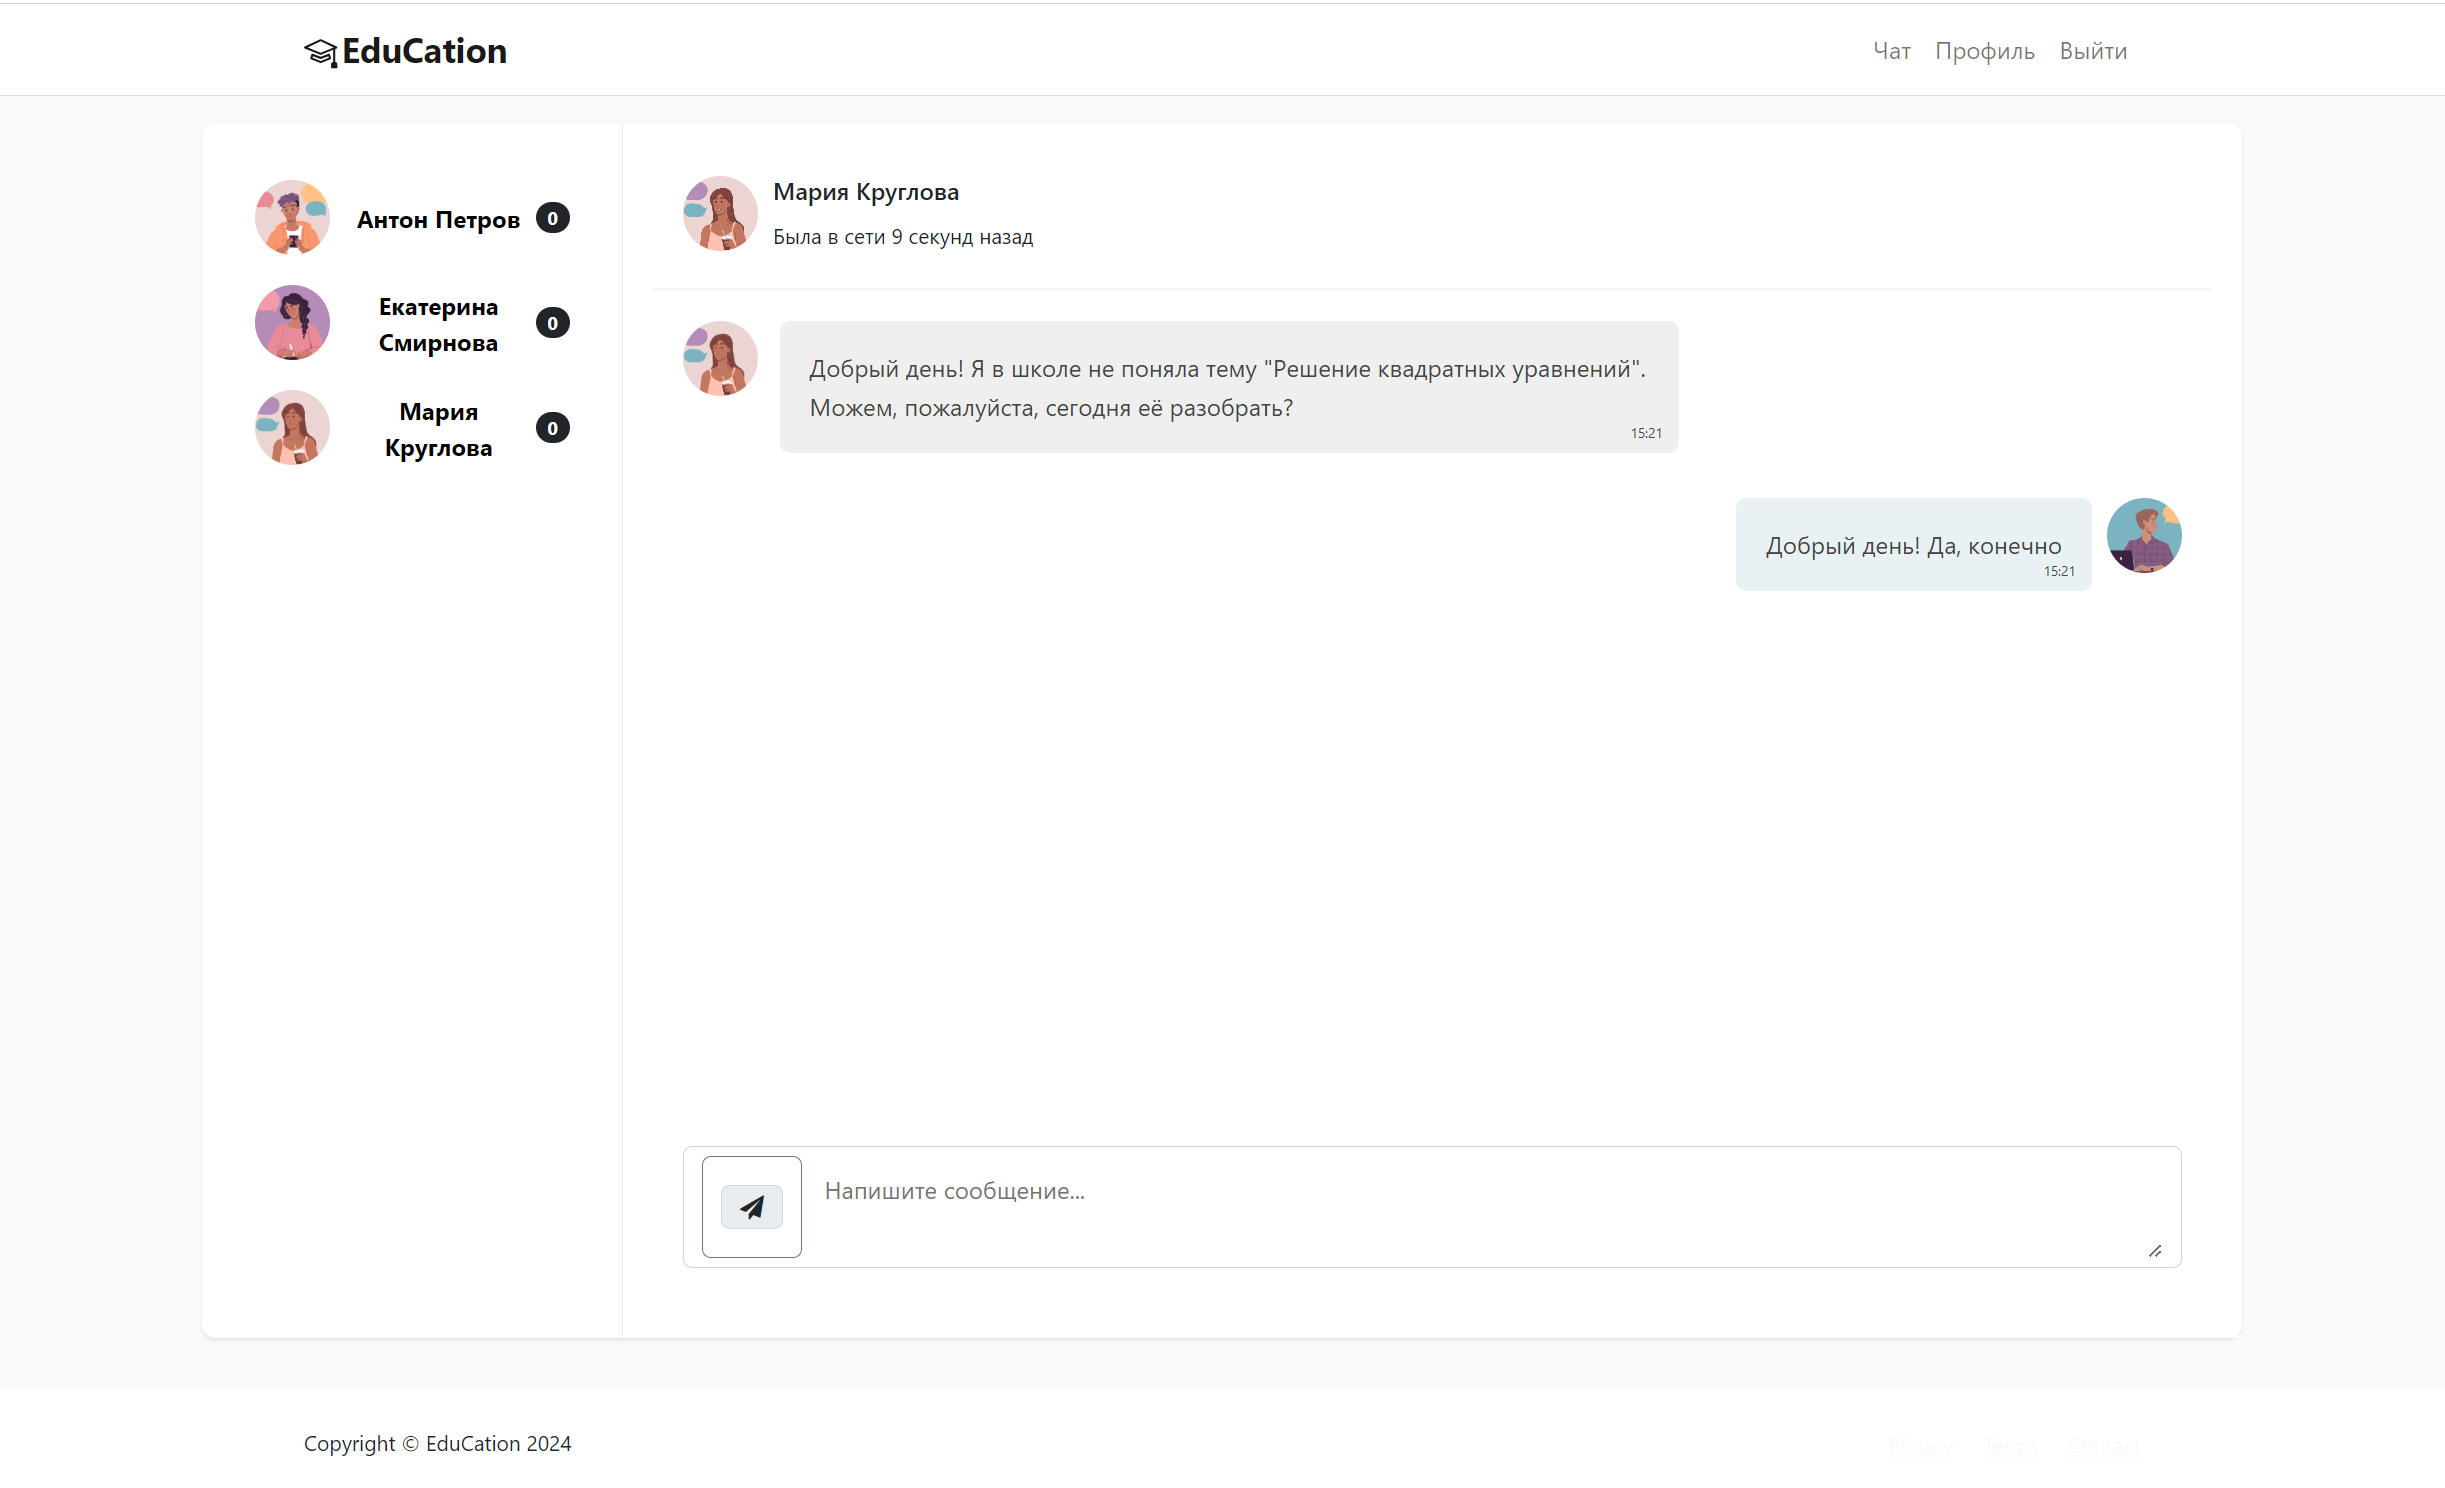 EduCation
Чат Профиль Выйти
Антон Петров 0
Екатерина
Смирнова
0
Мария
Круглова
0
Мария Круглова
Была в сети 9 секунд назад
Добрый день! Я в школе не поняла тему "Решение квадратных уравнений".
Можем, пожалуйста, сегодня её разобрать?
15:21
Добрый день! Да, конечно
15:21
Напишите сообщение...
Copyright © EduCation 2024
Privacy Terms Contact